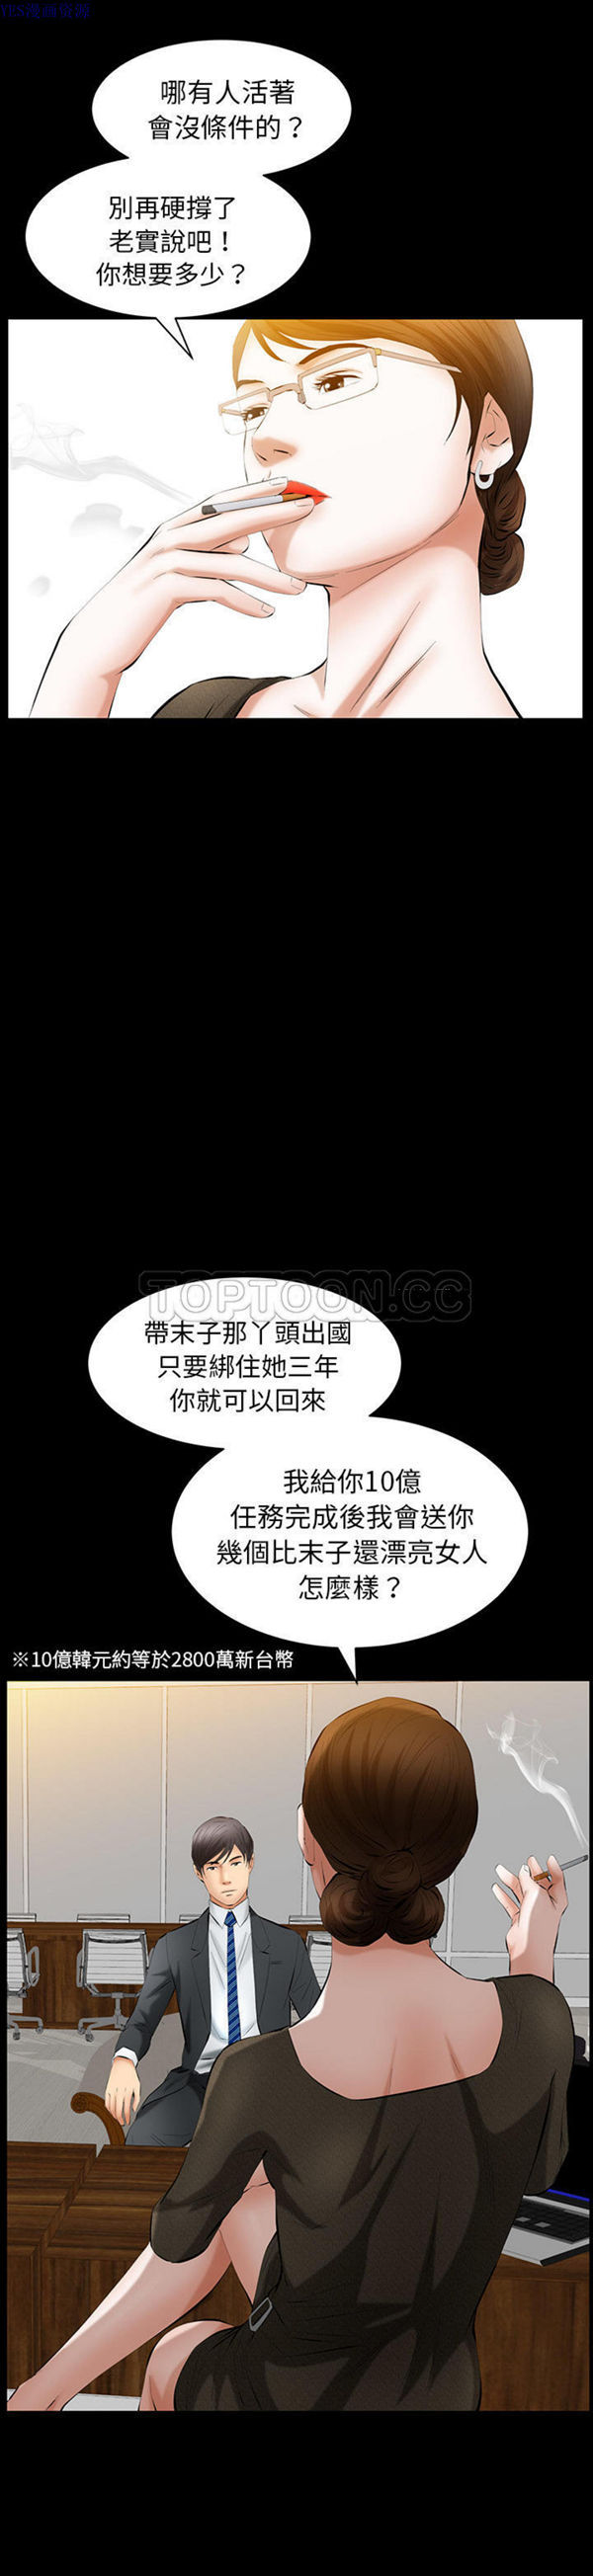 YES漫画资源
哪有人活著
會沒條件的？
別再硬撐了
老實說吧！
你想要多少？
TOPTOON.CC
帶末子那丫頭出國
只要綁住她三年
你就可以回來
我給你10億
任務完成後我會送你
幾個比末子還漂亮女人
怎麼樣？
※10億韓元約等於2800萬新台幣